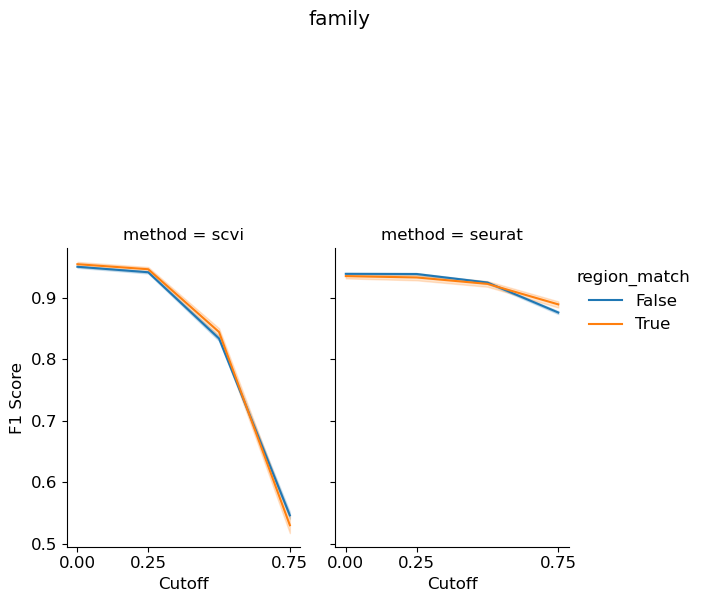 family
method = scvi
method = seurat
region_match
False
True
F1 Score
0.9
0.8
0.7
0.6
0.5
0.00 0.25 0.75
0.00 0.25 0.75
Cutoff
Cutoff